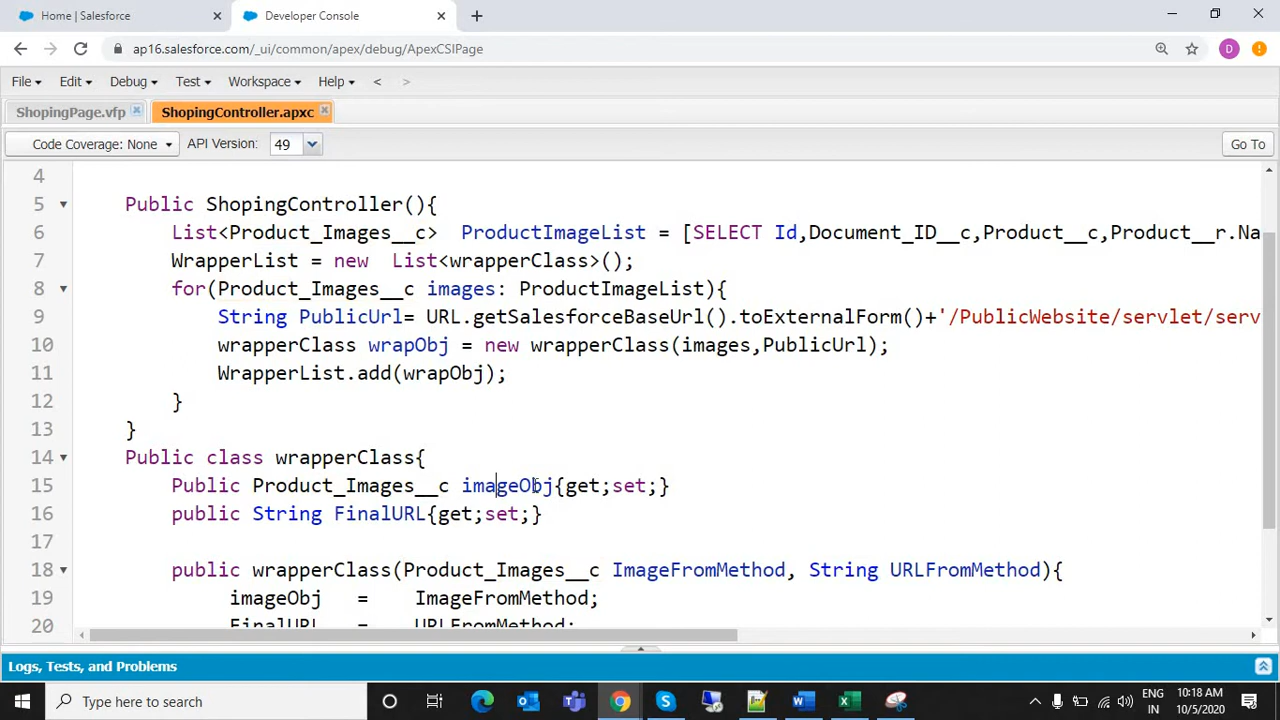 Home | Salesforce
Developer Console
D
ap16.salesforce.com/_ui/common/apex/debug/ApexCSIPage
File Edit Debug Test Workspace Help < >
ShopingPage.vfp
ShopingController.apxc
Code Coverage: None API Version: 49 Go To
4
5 Public ShopingController(){
6 List<Product_Images__c> ProductImageList = [SELECT Id,Document_ID__c,Product__c,Product__r.Na
7 WrapperList = new List<wrapperClass>();
8 for(Product_Images__c images: ProductImageList){
9 String PublicUrl= URL.getSalesforceBaseUrl().toExternalForm()+'/PublicWebsite/servlet/serv
10 wrapperClass wrapObj = new wrapperClass(images,PublicUrl);
11 WrapperList.add(wrapObj);
12 }
13 }
14 Public class wrapperClass{
15 Public Product_Images__c imageObj{get;set;}
16 public String FinalURL{get;set;}
17
18 public wrapperClass(Product_Images__c ImageFromMethod, String URLFromMethod){
19 imageObj = ImageFromMethod;
20 FinalURL = URLFromMethod;
Logs, Tests, and Problems
Type here to search
ENG
IN
10:18 AM
10/5/2020